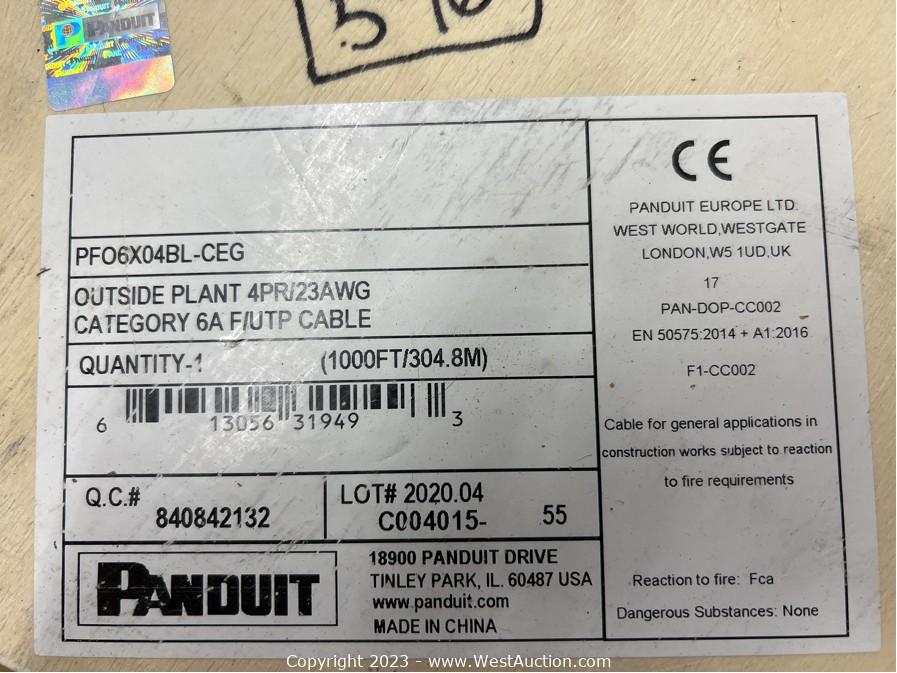 PANDUIT
5 16
PFO6X04BL-CEG
OUTSIDE PLANT 4PR/23AWG
CATEGORY 6A F/UTP CABLE
QUANTITY-1 (1000FT/304.8M)
6 13056 31949 3
Q.C.#
840842132
LOT# 2020.04
C004015- 55
PANDUIT
18900 PANDUIT DRIVE
TINLEY PARK, IL. 60487 USA
www.panduit.com
MADE IN CHINA
CE
PANDUIT EUROPE LTD.
WEST WORLD,WESTGATE
LONDON,W5 1UD,UK
17
PAN-DOP-CC002
EN 50575:2014 + A1:2016
F1-CC002
Cable for general applications in
construction works subject to reaction
to fire requirements
Reaction to fire: Fca
Dangerous Substances: None
Copyright 2023 - www.WestAuction.com